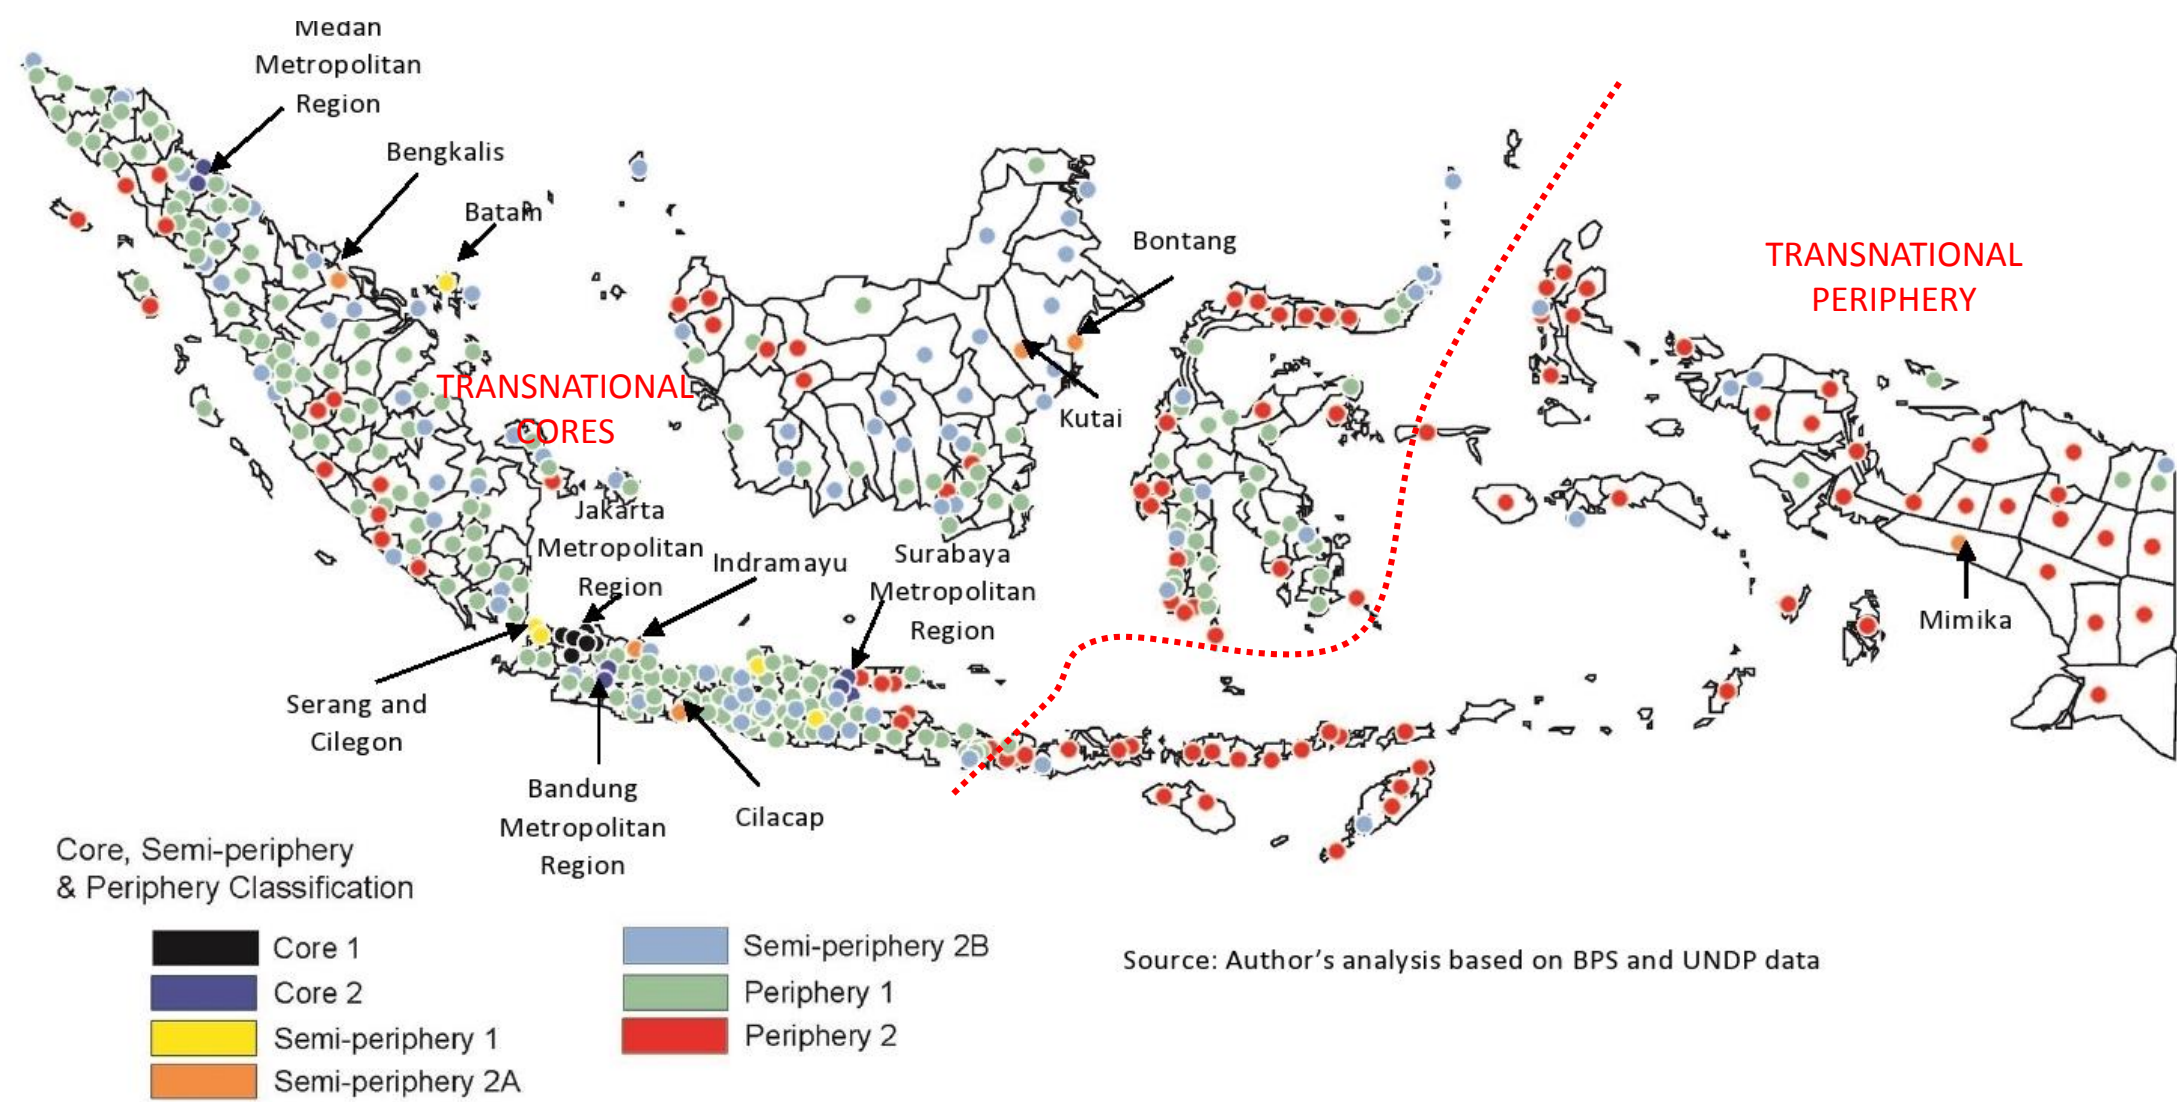 Medan
Metropolitan
Region
Bengkalis
Batam
Bontang
TRANSNATIONAL
PERIPHERY
TRANSNATIONAL
CORES
Kutai
Jakarta
Metropolitan
Region
Indramayu
Surabaya
Metropolitan
Region
Mimika
Serang and
Cilegon
Bandung
Metropolitan
Region
Cilacap
Core, Semi-periphery
& Periphery Classification
Core 1
Core 2
Semi-periphery 1
Semi-periphery 2A
Semi-periphery 2B
Periphery 1
Periphery 2
Source: Author's analysis based on BPS and UNDP data